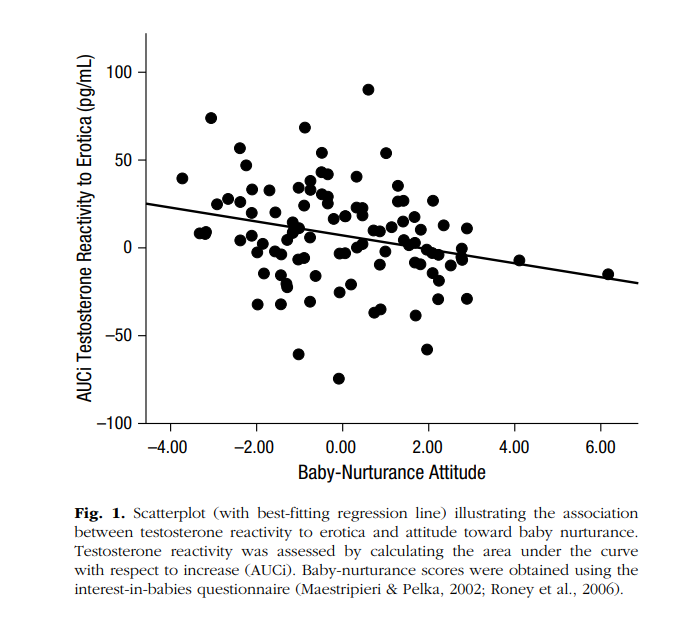 AUCi Testosterone Reactivity to Erotica (pg/mL)
100
50
0
−50
−100
−4.00 −2.00 0.00 2.00 4.00 6.00
Baby-Nurturance Attitude
Fig. 1. Scatterplot (with best-fitting regression line) illustrating the association
between testosterone reactivity to erotica and attitude toward baby nurturance.
Testosterone reactivity was assessed by calculating the area under the curve
with respect to increase (AUCi). Baby-nurturance scores were obtained using the
interest-in-babies questionnaire (Maestripieri & Pelka, 2002; Roney et al., 2006).